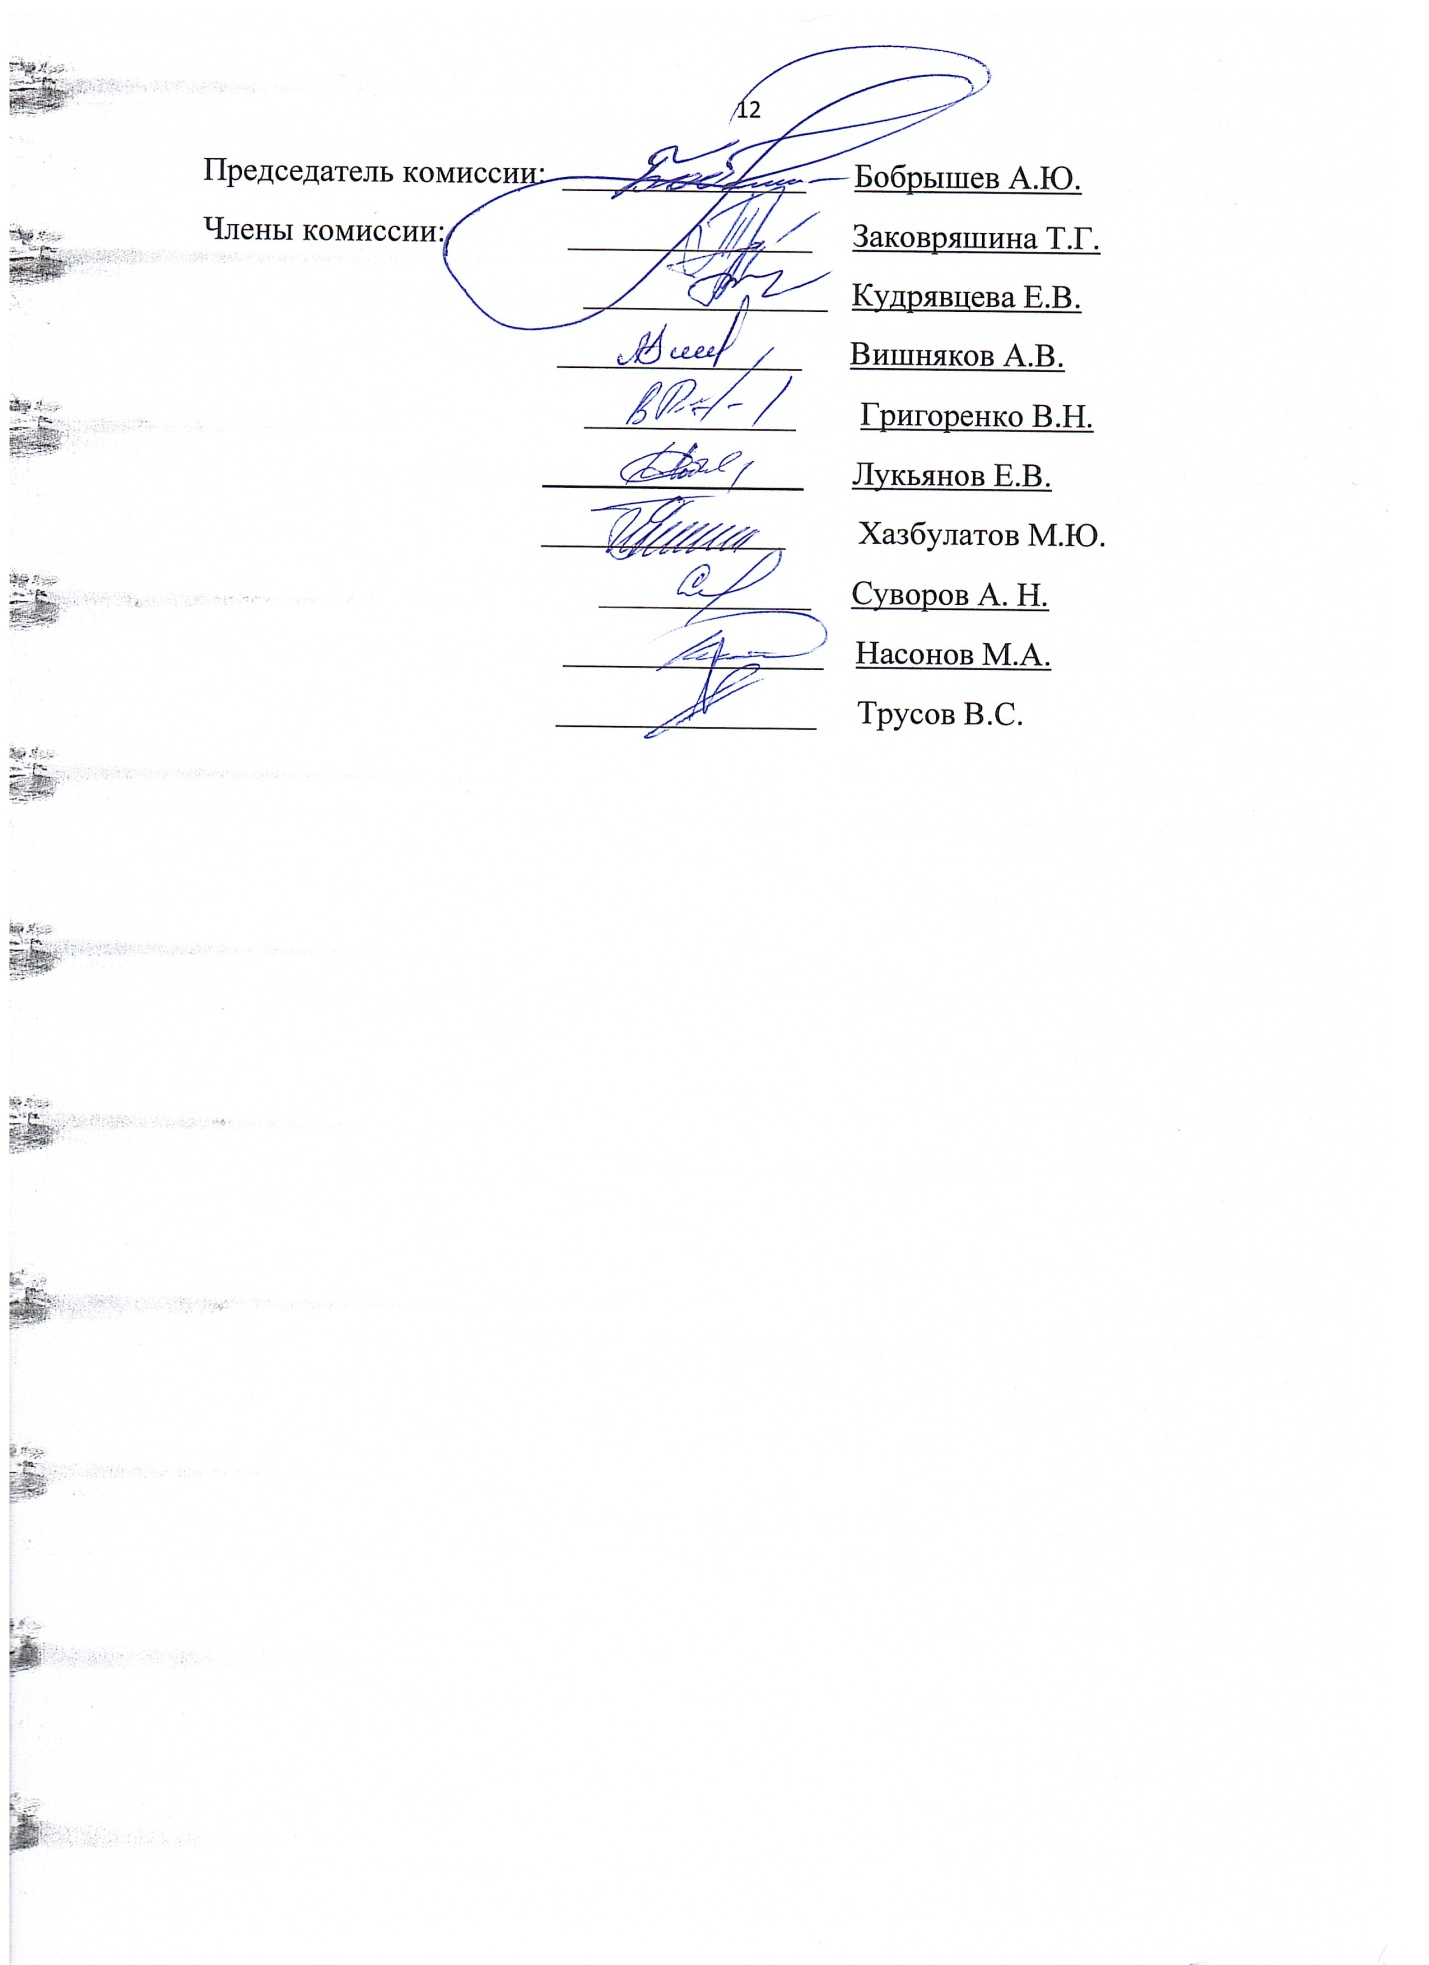 12
Председатель комиссии: Бобрышев А.Ю.
Члены комиссии: Заковряшина Т.Г.
Кудрявцева Е.В.
Вишняков А.В.
Григоренко В.Н.
Лукьянов Е.В.
Хазбулатов М.Ю.
Суворов А. Н.
Насонов М.А.
Трусов В.С.